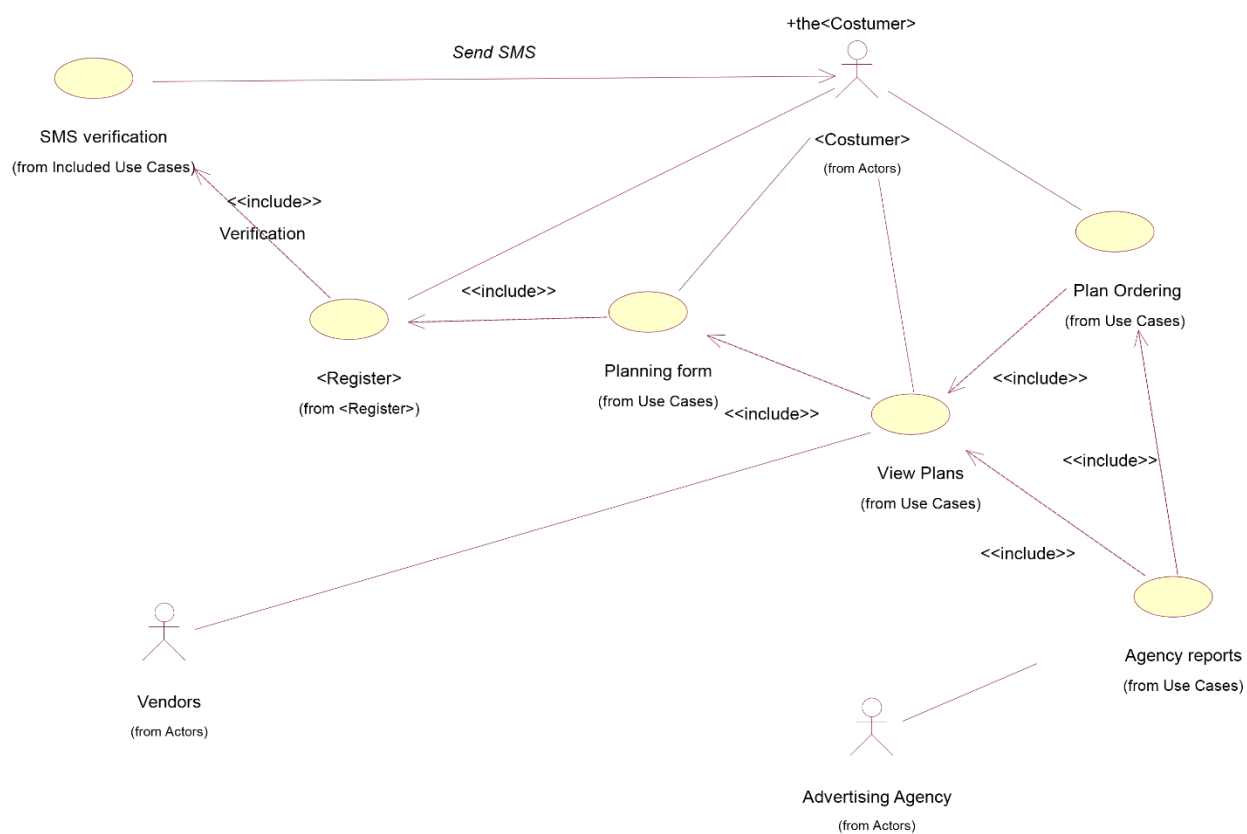 +the<Costumer>
Send SMS
SMS verification
(from Included Use Cases)
<Costumer>
(from Actors)
<<include>>
Verification
<<include>>
Plan Ordering
(from Use Cases)
<Register>
(from <Register>)
Planning form
(from Use Cases)
<<include>>
<<include>>
View Plans
(from Use Cases)
<<include>>
<<include>>
Agency reports
(from Use Cases)
Vendors
(from Actors)
Advertising Agency
(from Actors)